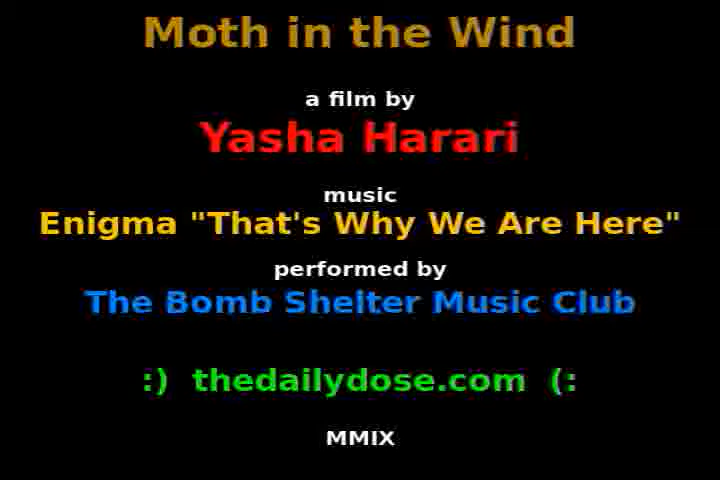 Moth in the Wind
a film by
Yasha Harari
music
Enigma "That's Why We Are Here"
performed by
The Bomb Shelter Music Club
:) thedailydose.com (:
MMIX